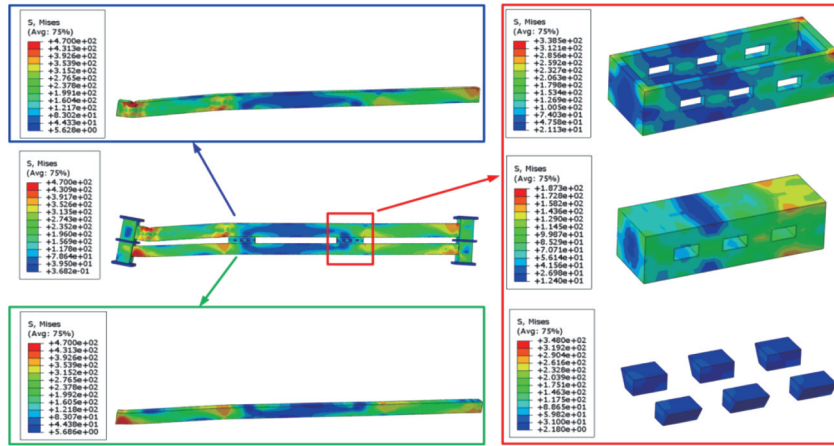 S, Mises
(Avg: 75%)
+4.700e+02
+4.313e+02
+3.926e+02
+3.539e+02
+3.152e+02
+2.765e+02
+2.378e+02
+1.991e+02
+1.604e+02
+1.217e+02
+8.302e+01
+4.433e+01
+5.628e+00
S, Mises
(Avg: 75%)
+4.700e+02
+4.309e+02
+3.917e+02
+3.526e+02
+3.135e+02
+2.743e+02
+2.352e+02
+1.960e+02
+1.569e+02
+1.178e+02
+7.864e+01
+3.950e+01
+3.682e-01
S, Mises
(Avg: 75%)
+4.700e+02
+4.313e+02
+3.926e+02
+3.539e+02
+3.152e+02
+2.765e+02
+2.378e+02
+1.992e+02
+1.605e+02
+1.218e+02
+8.307e+01
+4.438e+01
+5.686e+00
S, Mises
(Avg: 75%)
+3.385e+02
+3.121e+02
+2.856e+02
+2.592e+02
+2.327e+02
+2.063e+02
+1.798e+02
+1.534e+02
+1.269e+02
+1.005e+02
+7.403e+01
+4.758e+01
+2.113e+01
S, Mises
(Avg: 75%)
+1.873e+02
+1.728e+02
+1.582e+02
+1.436e+02
+1.290e+02
+1.145e+02
+9.987e+01
+8.529e+01
+7.071e+01
+5.614e+01
+4.156e+01
+2.698e+01
+1.240e+01
S, Mises
(Avg: 75%)
+3.480e+02
+3.192e+02
+2.904e+02
+2.616e+02
+2.328e+02
+2.039e+02
+1.751e+02
+1.463e+02
+1.175e+02
+8.865e+01
+5.982e+01
+3.100e+01
+2.180e+00